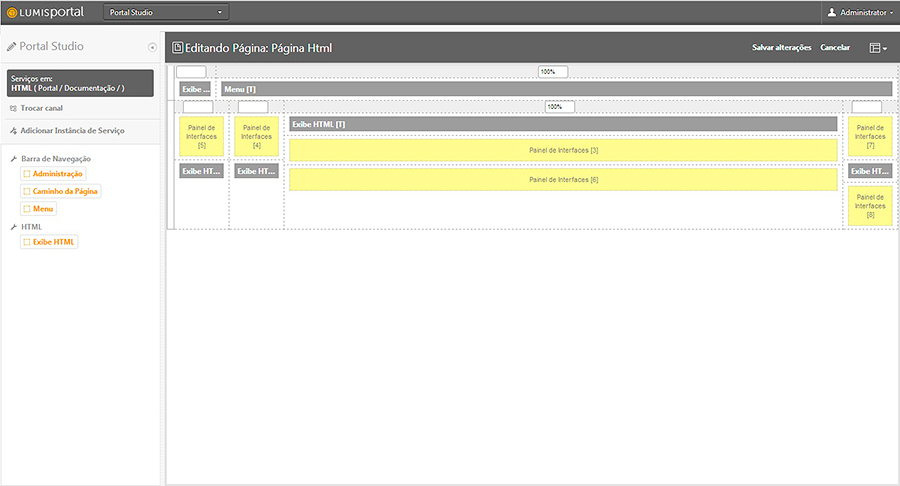 LUMISportal
Portal Studio
Administrator
Portal Studio
Editando Página: Página Html
Salvar alterações
Cancelar
Serviços em:
HTML ( Portal / Documentação / )
Trocar canal
Adicionar Instância de Serviço
Barra de Navegação
Administração
Caminho da Página
Menu
HTML
Exibe HTML
100%
Exibe ...
Menu [T]
100%
Painel de
Interfaces
[5]
Exibe HT...
Painel de
Interfaces
[4]
Exibe HT...
Exibe HTML [T]
Painel de Interfaces [3]
Painel de Interfaces [6]
Painel de
Interfaces
[7]
Exibe HT...
Painel de
Interfaces
[8]